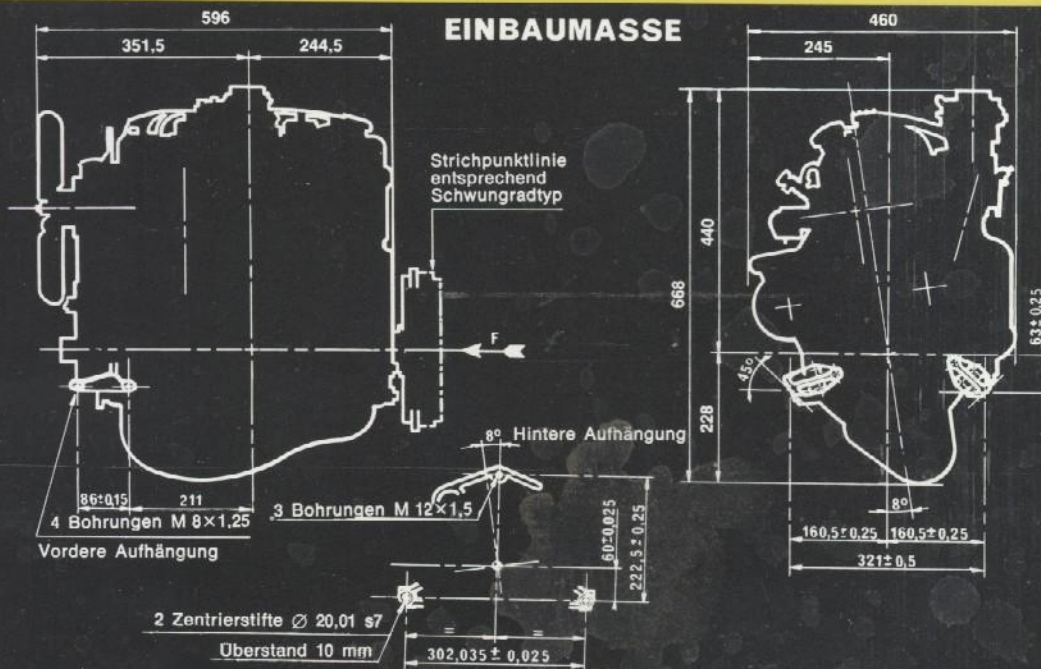 EINBAUMASSE
596
351,5
244,5
460
245
Strichpunktlinie
entsprechend
Schwungradtyp
440
668
228
63±0,25
F
45°
8°
Hintere Aufhängung
86±0,15
211
4 Bohrungen M 8×1,25
Vordere Aufhängung
3 Bohrungen M 12×1,5
60±0,025
222,5±0,25
8°
160,5±0,25
160,5±0,25
321±0,5
2 Zentrierstifte Ø 20,01 s7
Überstand 10 mm
=
=
302,035 ± 0,025